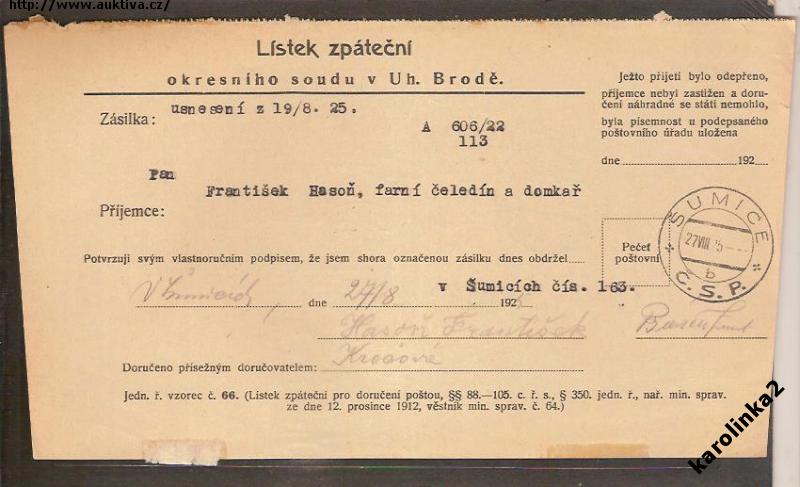 http://www.auktiva.cz/
Lístek zpáteční
okresního soudu v Uh. Brodě.
Zásilka: usnesení z 19/8. 25.
A 606/22
113
Pan
František Hasoň, farní čeledín a domkař
Příjemce:
Ježto přijetí bylo odepřeno,
příjemce nebyl zastižen a doru-
čení náhradné se státi nemohlo,
byla písemnost u podepsaného
poštovního úřadu uložena
dne 192
ŠUMICE
27 VIII 25
b
Č.S.P.
Pečeť
poštovní
Potvrzuji svým vlastnoručním podpisem, že jsem shora označenou zásilku dnes obdržel
v Šumicích čís. 163.
V Šumicích, dne 27/8 1925
Hasoň František
Doručeno přísežným doručovatelem:
Jedn. ř. vzorec č. 66. (Lístek zpáteční pro doručení poštou, §§ 88.—105. c. ř. s., § 350. jedn. ř., nař. min. sprav.
ze dne 12. prosince 1912, věstník min. sprav. č. 64.)
karolinka2